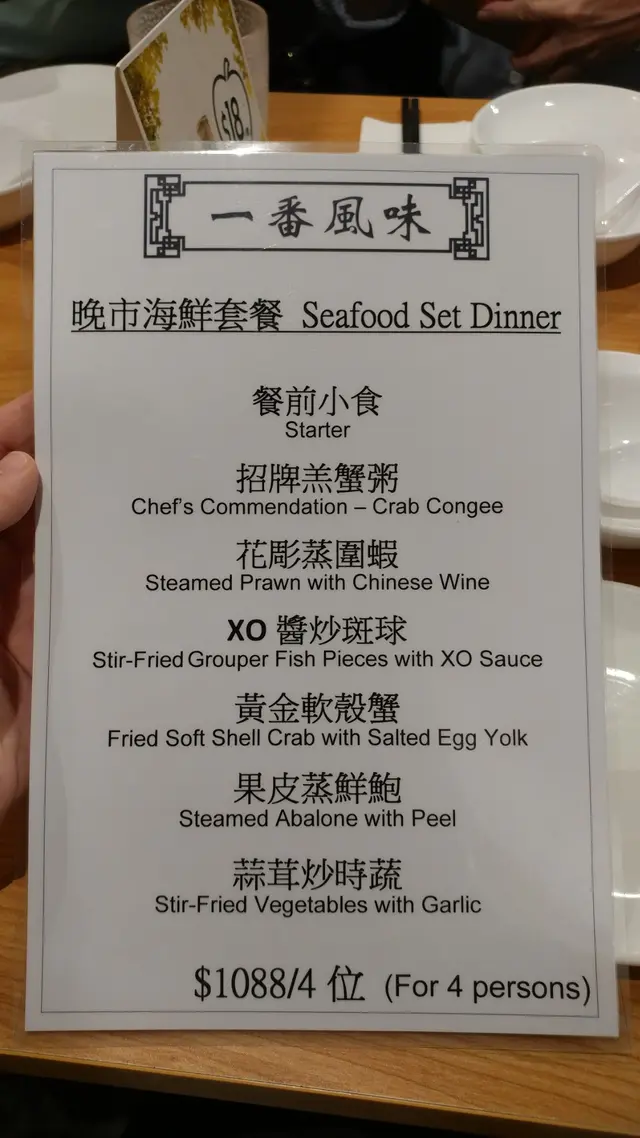 $18
一番風味
晚市海鮮套餐 Seafood Set Dinner
餐前小食
Starter
招牌羔蟹粥
Chef's Commendation – Crab Congee
花彫蒸圍蝦
Steamed Prawn with Chinese Wine
XO 醬炒斑球
Stir-Fried Grouper Fish Pieces with XO Sauce
黃金軟殼蟹
Fried Soft Shell Crab with Salted Egg Yolk
果皮蒸鮮鮑
Steamed Abalone with Peel
蒜茸炒時蔬
Stir-Fried Vegetables with Garlic
$1088/4 位 (For 4 persons)